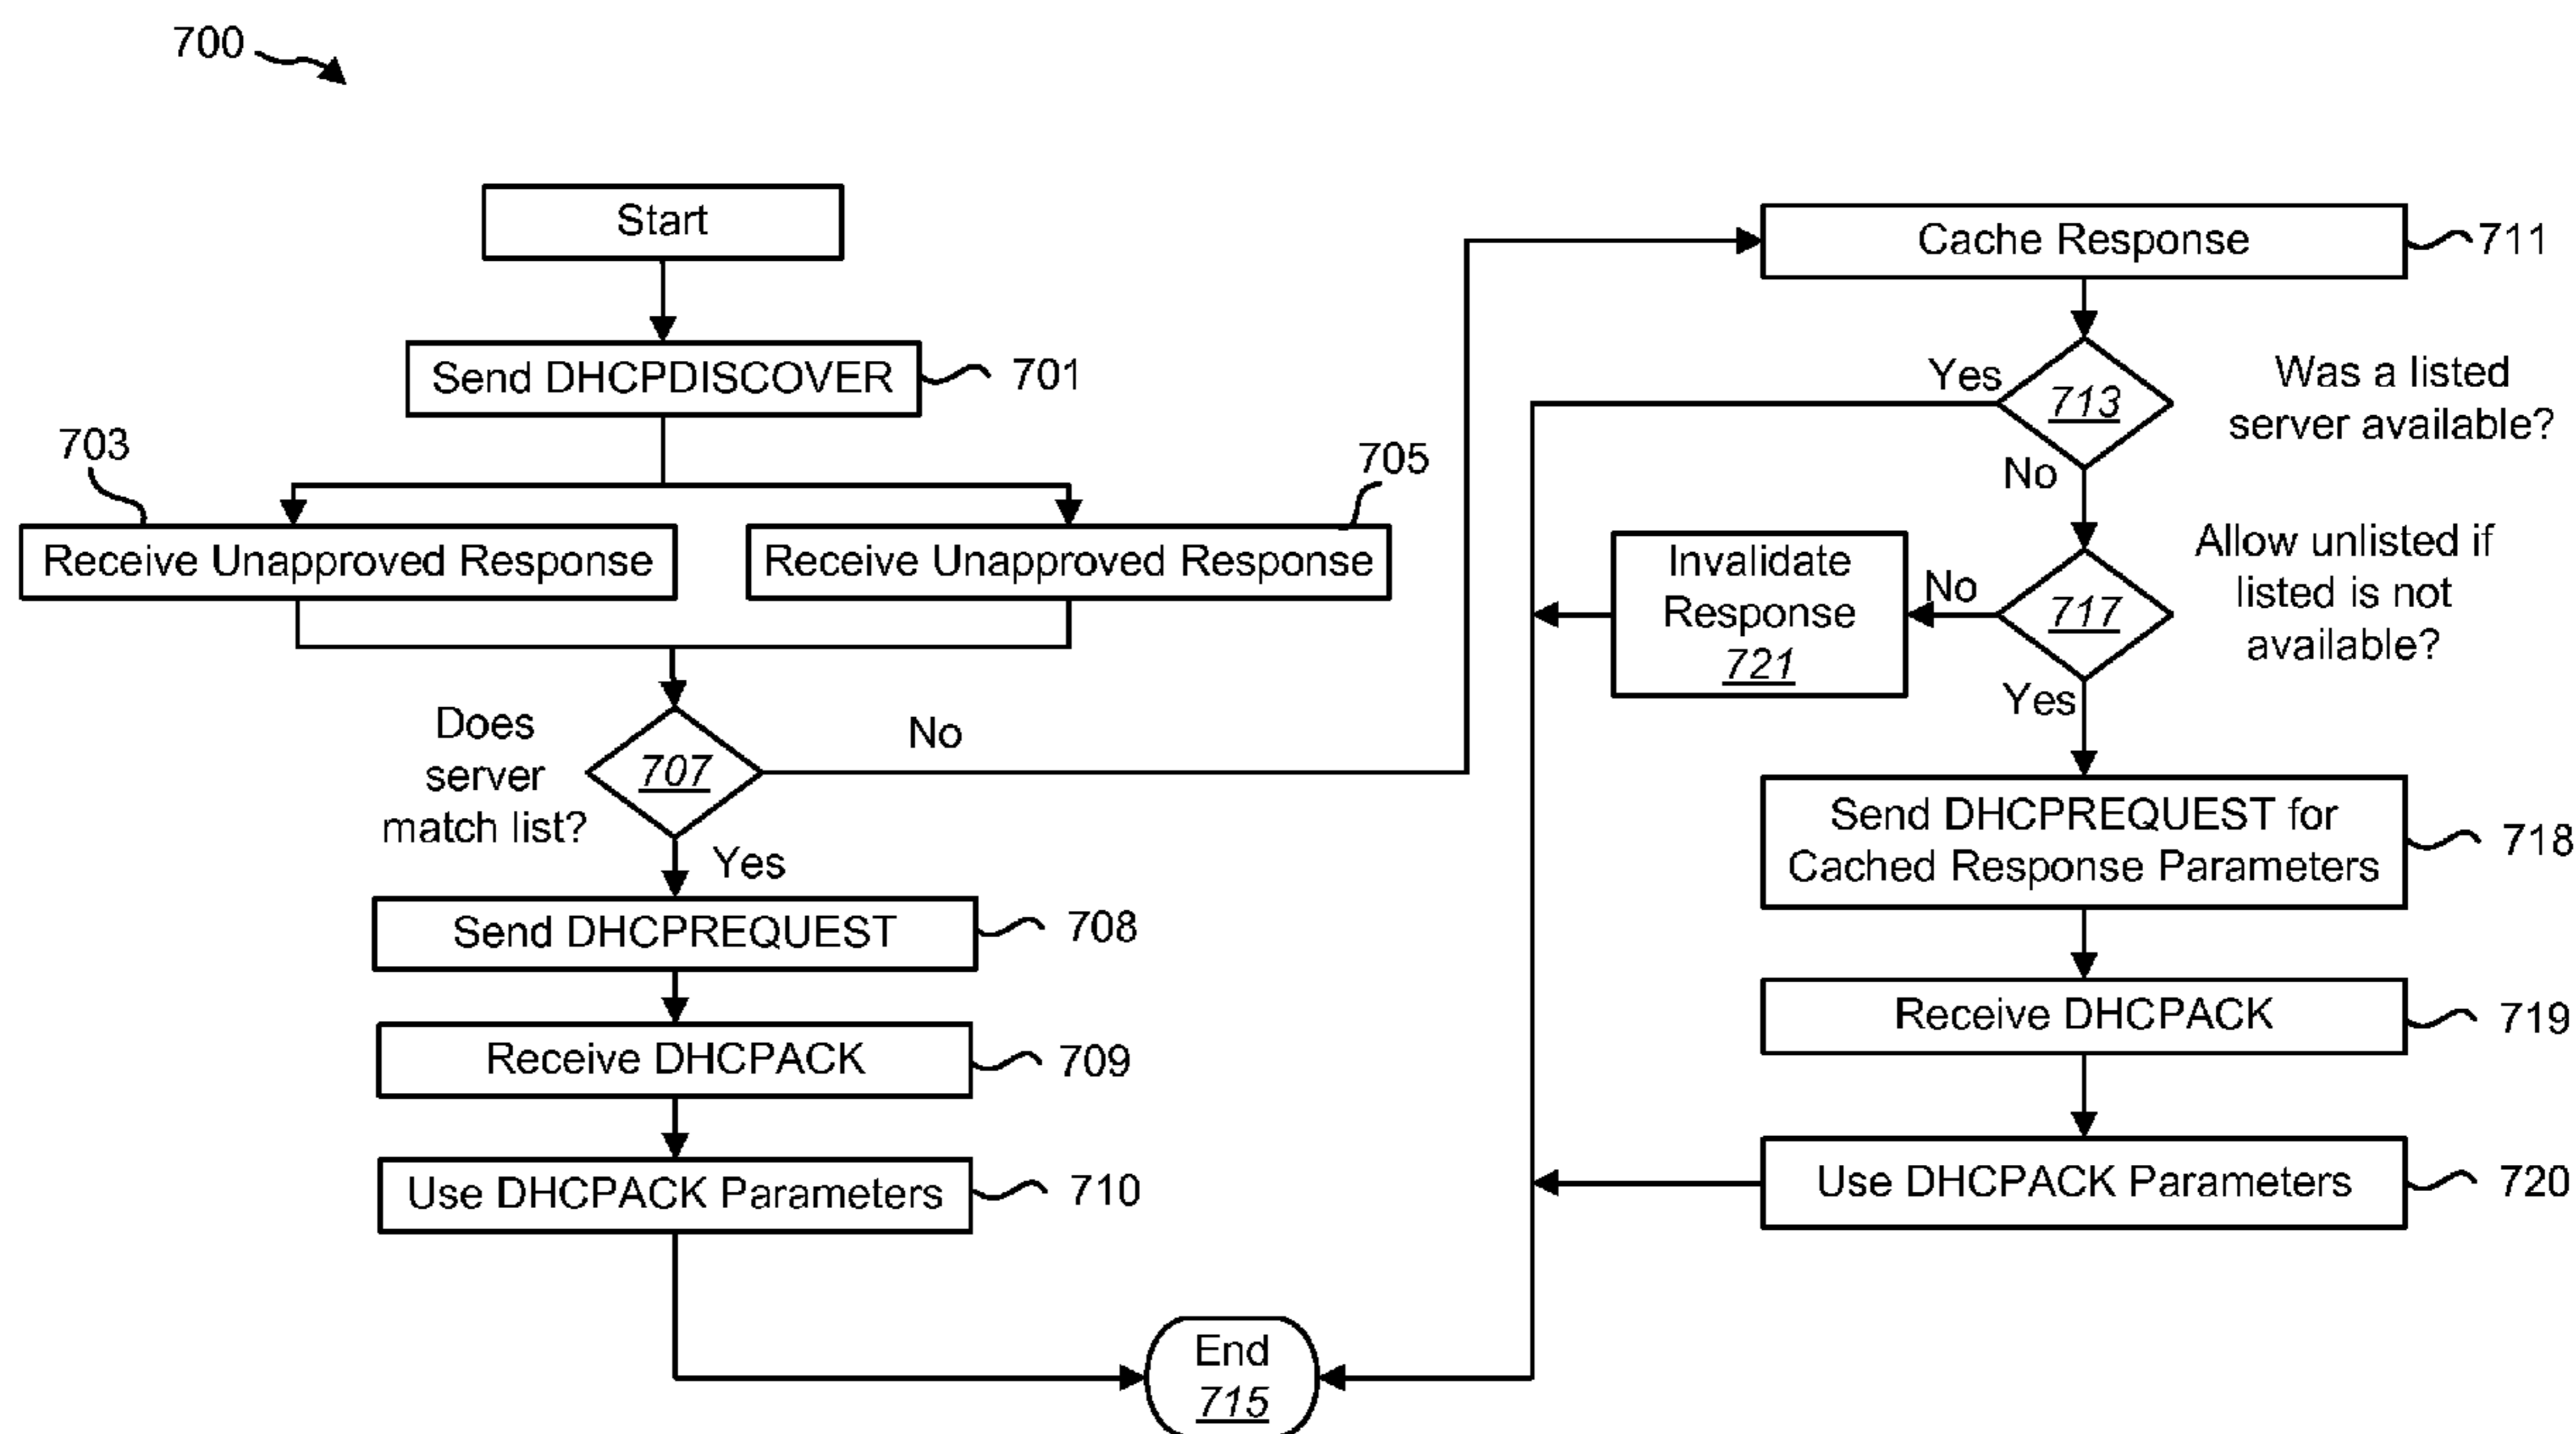 700
Start
Send DHCPDISCOVER
701
703
705
Receive Unapproved Response
Receive Unapproved Response
Does
server
match list?
707
No
Yes
Send DHCPREQUEST
708
Receive DHCPACK
709
Use DHCPACK Parameters
710
Cache Response
711
Yes
713
Was a listed
server available?
No
Invalidate
Response
721
No
717
Allow unlisted if
listed is not
available?
Yes
Send DHCPREQUEST for
Cached Response Parameters
718
Receive DHCPACK
719
Use DHCPACK Parameters
720
End
715